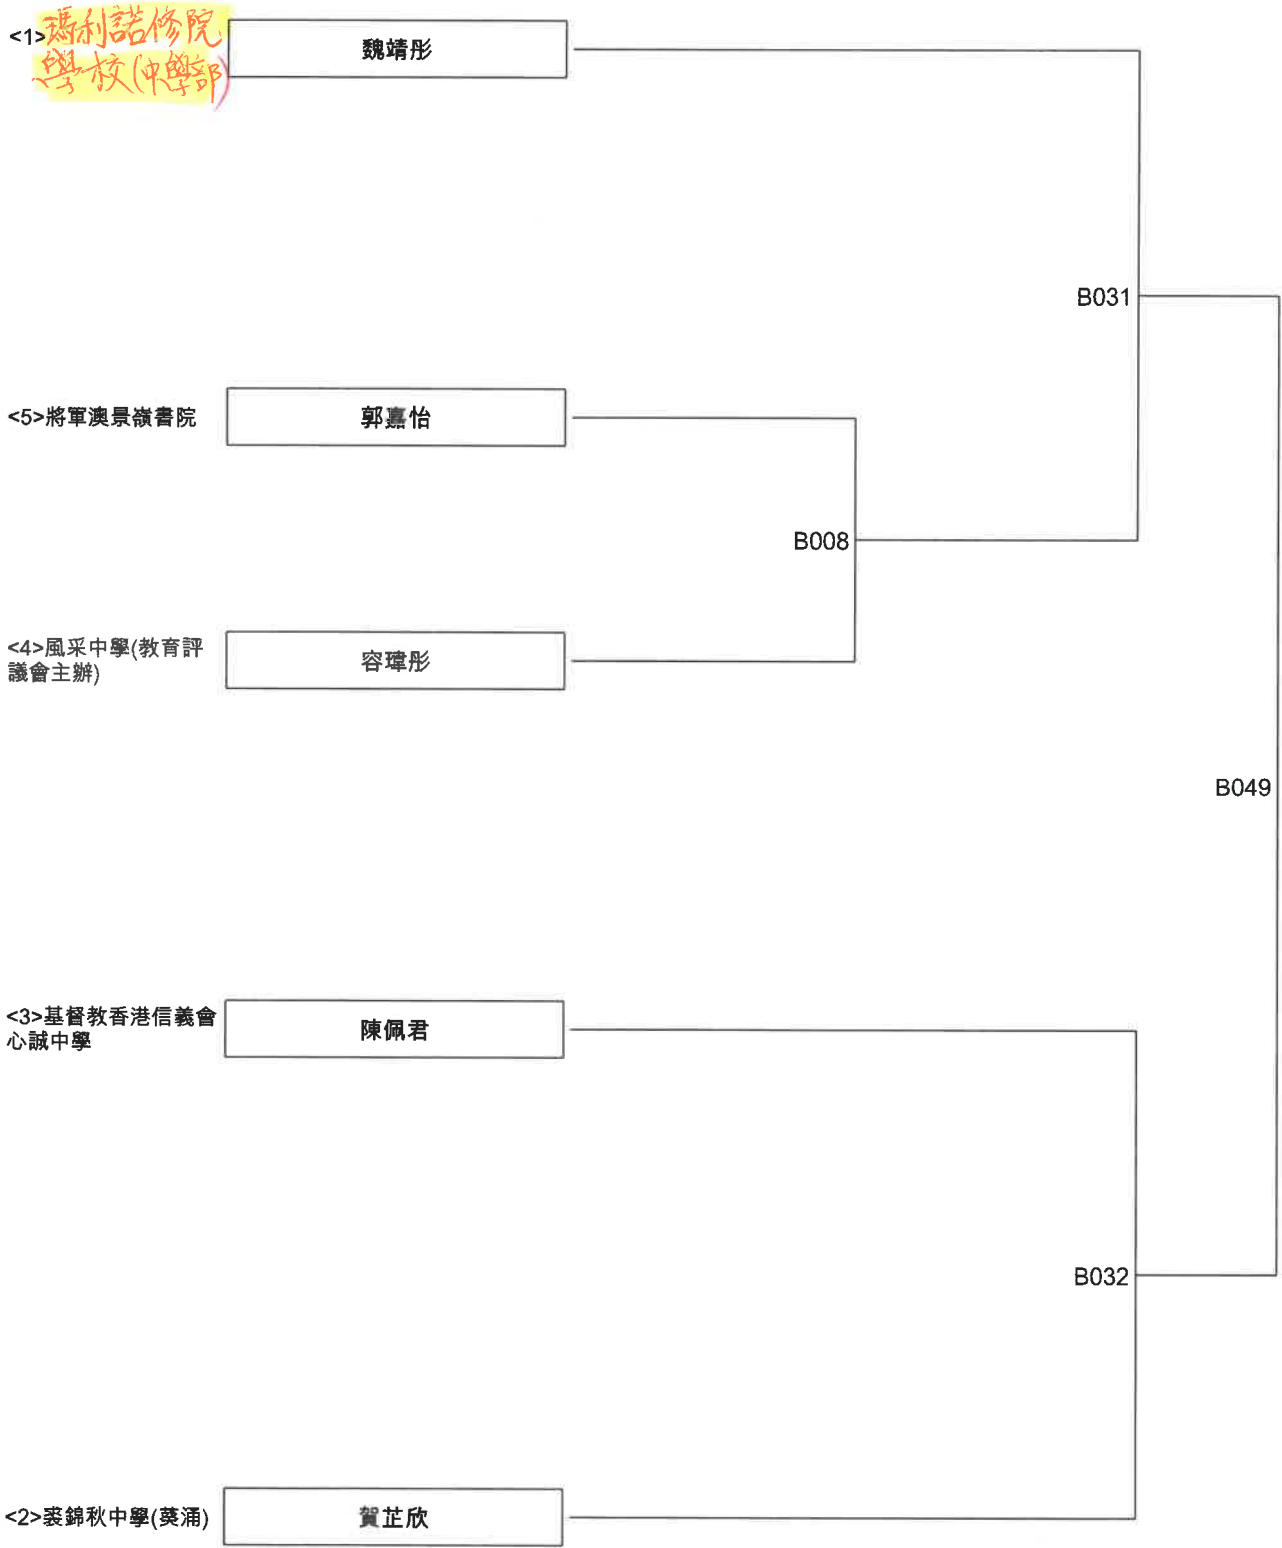 <1>瑪利諾修院
學校(中學部)
魏靖彤
B031
<5>將軍澳景嶺書院
郭嘉怡
B008
<4>風采中學(教育評
議會主辦)
容瑋彤
B049
<3>基督教香港信義會
心誠中學
陳佩君
B032
<2>裘錦秋中學(葵涌)
賀芷欣